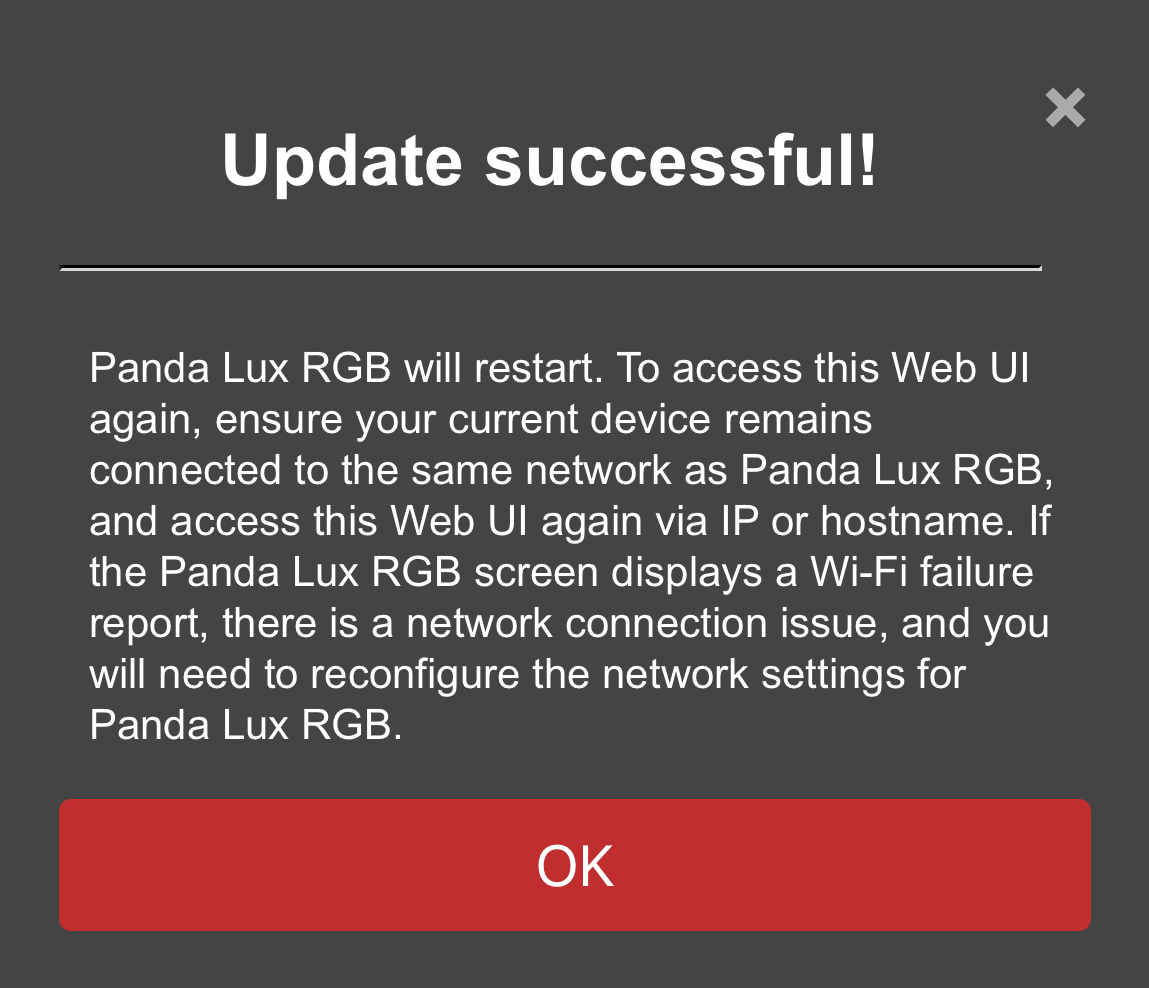 Update successful!
Panda Lux RGB will restart. To access this Web UI
again, ensure your current device remains
connected to the same network as Panda Lux RGB,
and access this Web UI again via IP or hostname. If
the Panda Lux RGB screen displays a Wi-Fi failure
report, there is a network connection issue, and you
will need to reconfigure the network settings for
Panda Lux RGB.
OK